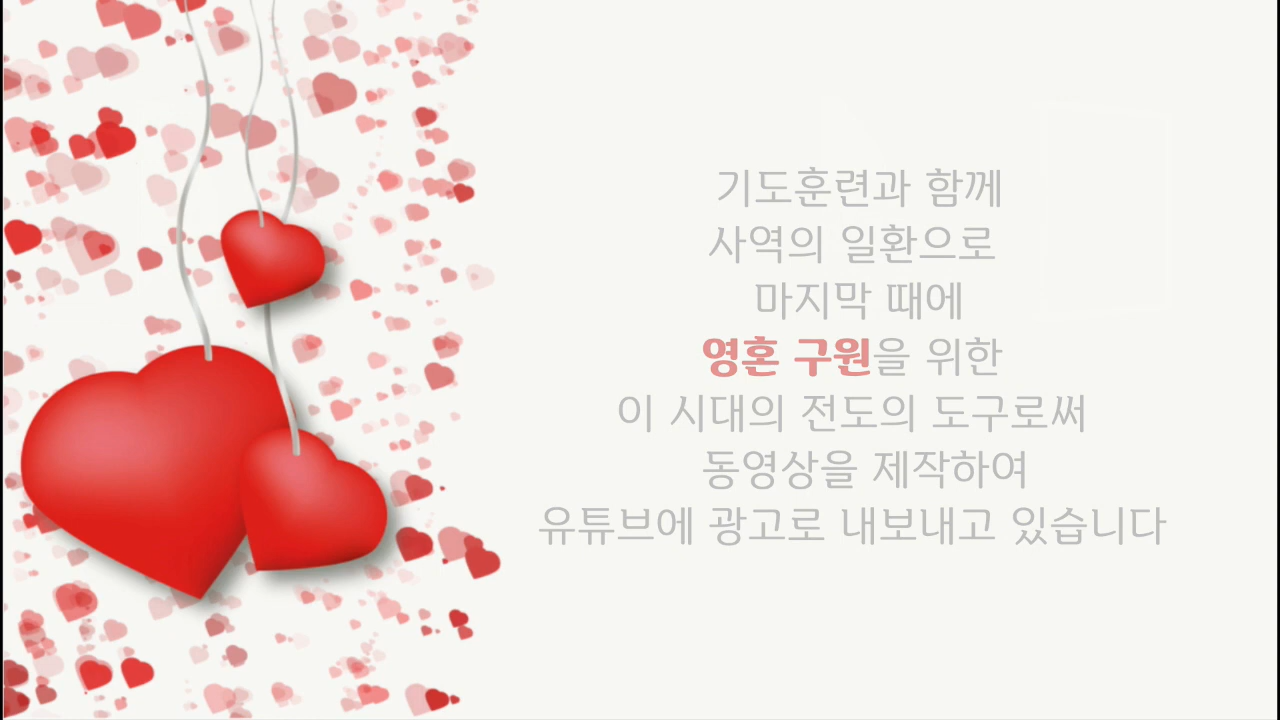 기도훈련과 함께
사역의 일환으로
마지막 때에
영혼 구원을 위한
이 시대의 전도의 도구로써
동영상을 제작하여
유튜브에 광고로 내보내고 있습니다